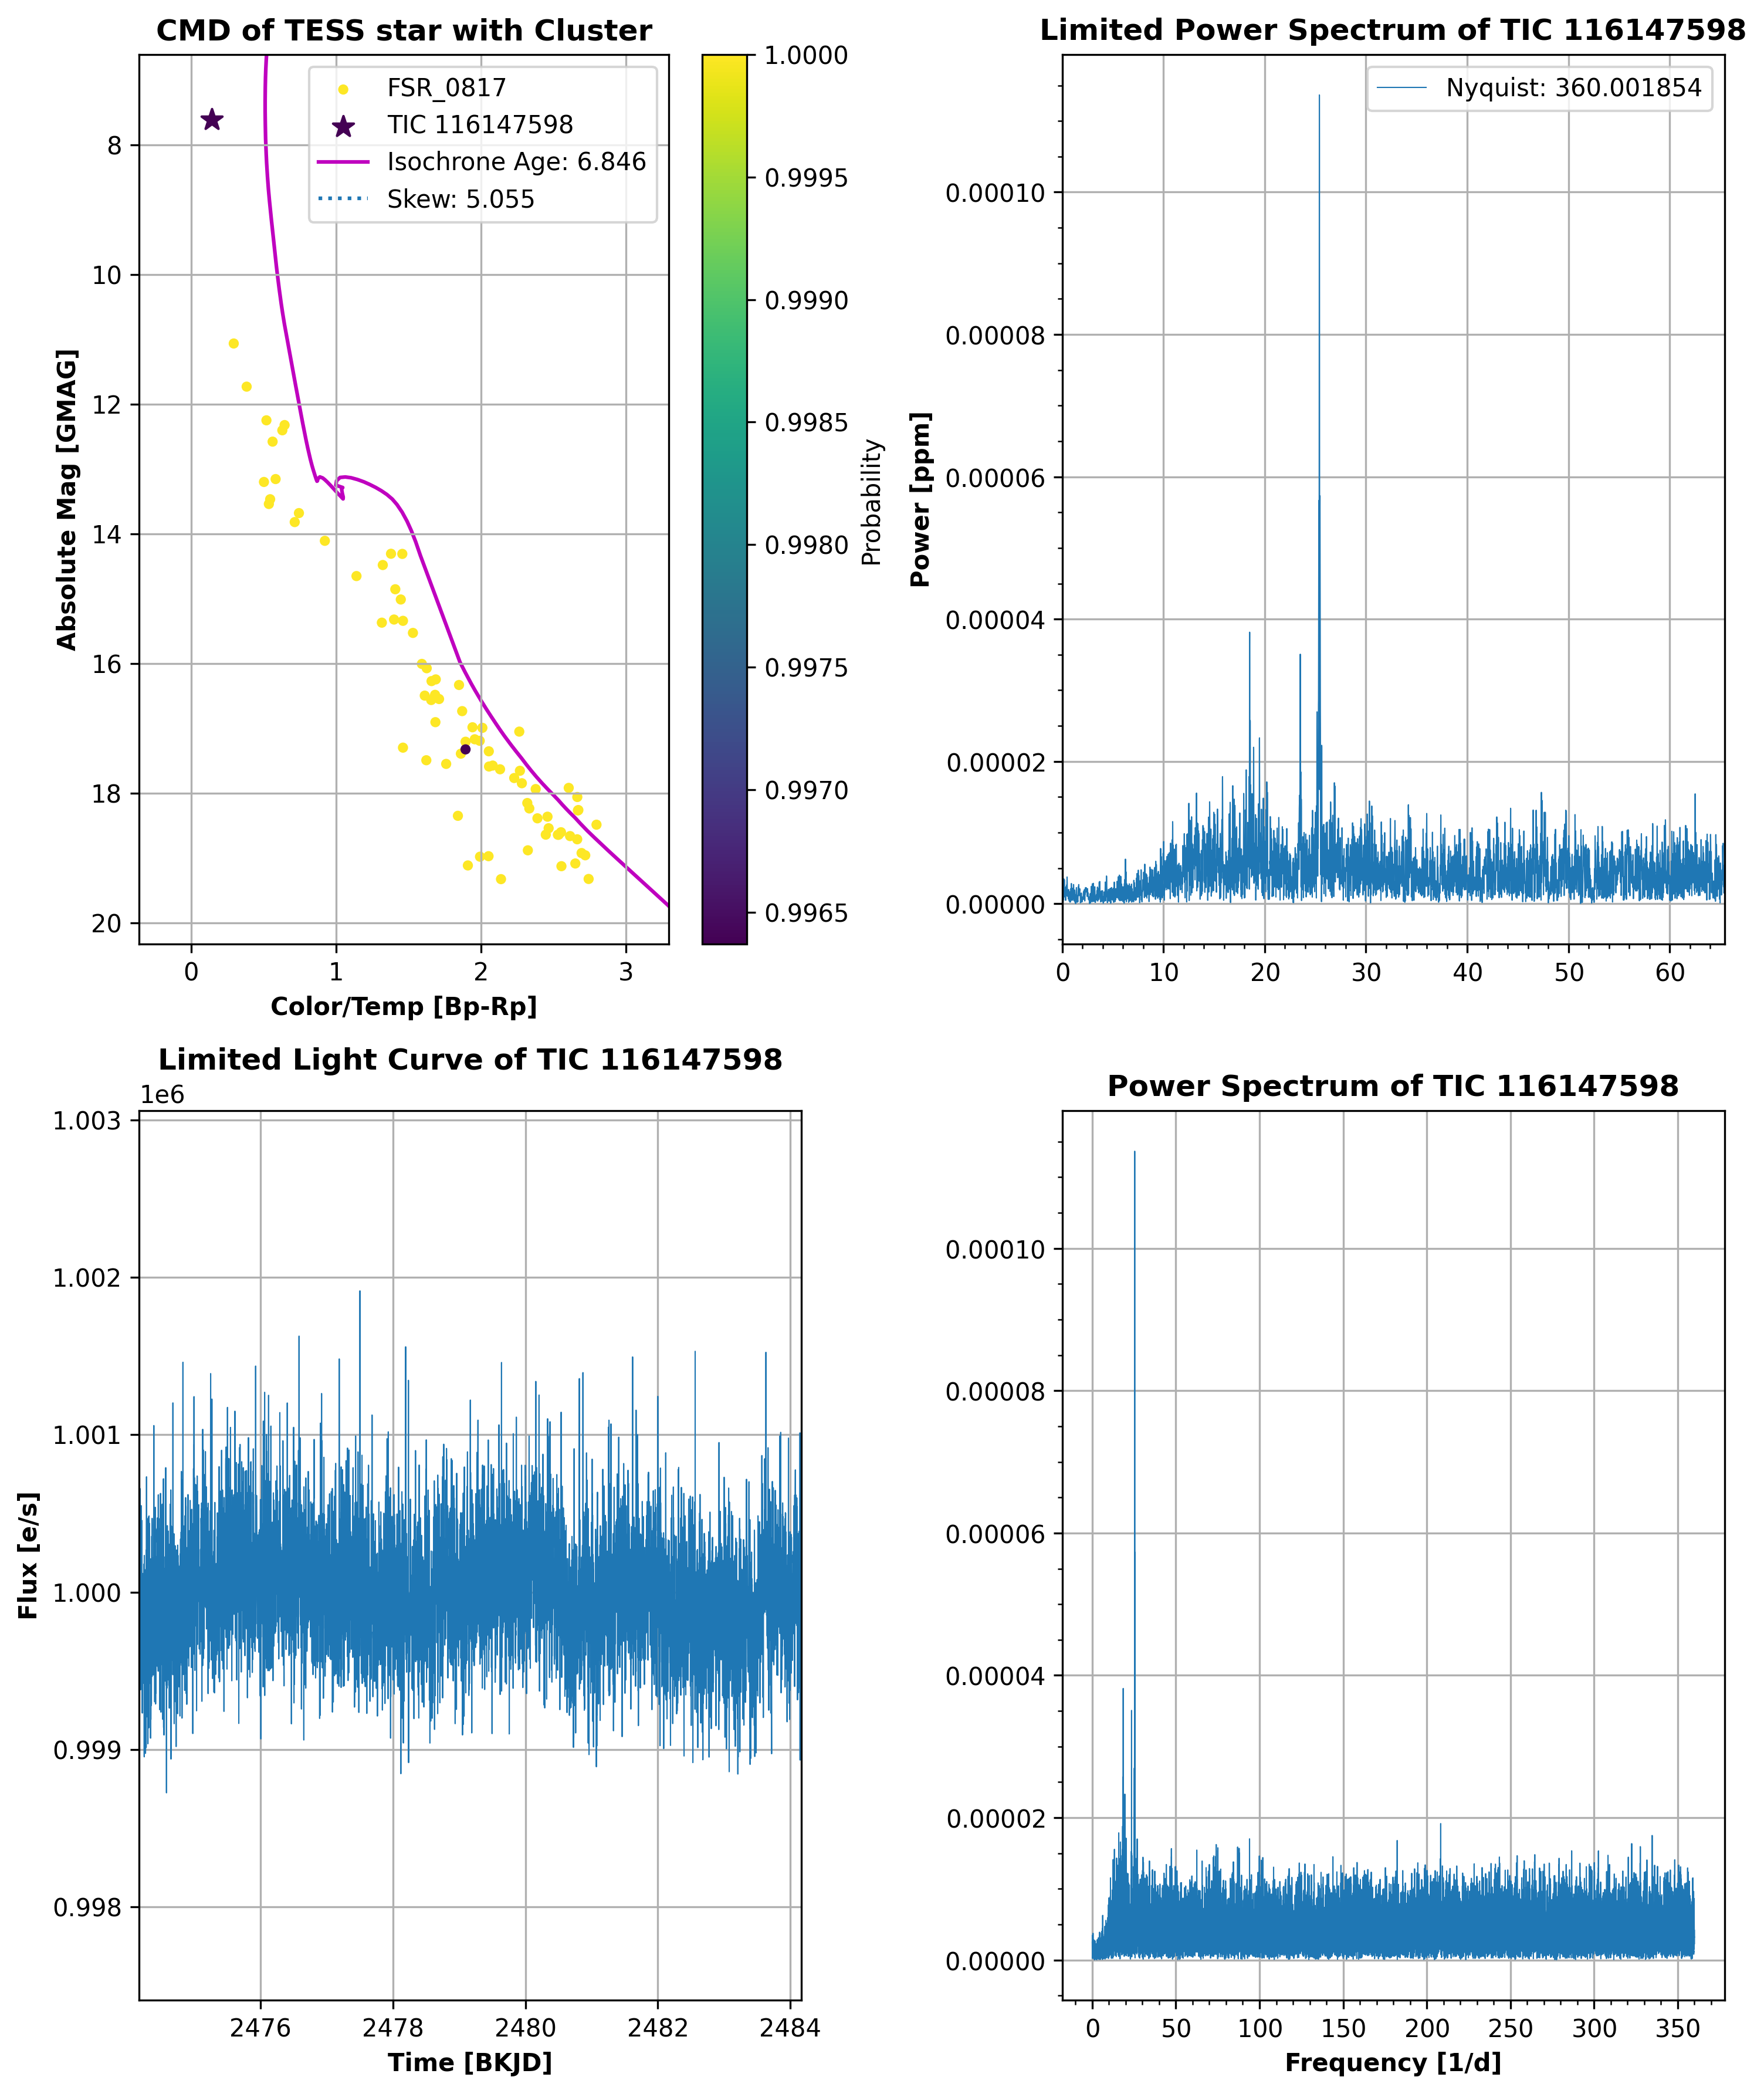 CMD of TESS star with Cluster
FSR_0817
TIC 116147598
Isochrone Age: 6.846
Skew: 5.055
8
10
12
14
16
18
20
Absolute Mag [GMAG]
0 1 2 3
Color/Temp [Bp-Rp]
1.0000
0.9995
0.9990
0.9985
0.9980
0.9975
0.9970
0.9965
Probability
Limited Power Spectrum of TIC 116147598
Nyquist: 360.001854
0.00010
0.00008
0.00006
0.00004
0.00002
0.00000
Power [ppm]
0 10 20 30 40 50 60
Limited Light Curve of TIC 116147598
1e6
1.003
1.002
1.001
1.000
0.999
0.998
Flux [e/s]
2476 2478 2480 2482 2484
Time [BKJD]
Power Spectrum of TIC 116147598
0.00010
0.00008
0.00006
0.00004
0.00002
0.00000
0 50 100 150 200 250 300 350
Frequency [1/d]